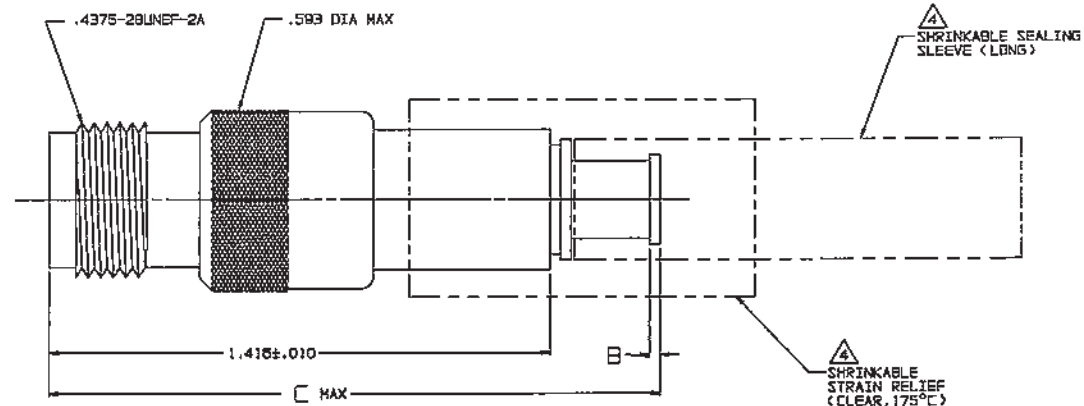 .4375-28UNEF-2A
.593 DIA MAX
4
SHRINKABLE SEALING
SLEEVE (LONG)
1.415±.010
B
C MAX
4
SHRINKABLE
STRAIN RELIEF
(CLEAR,175°C)